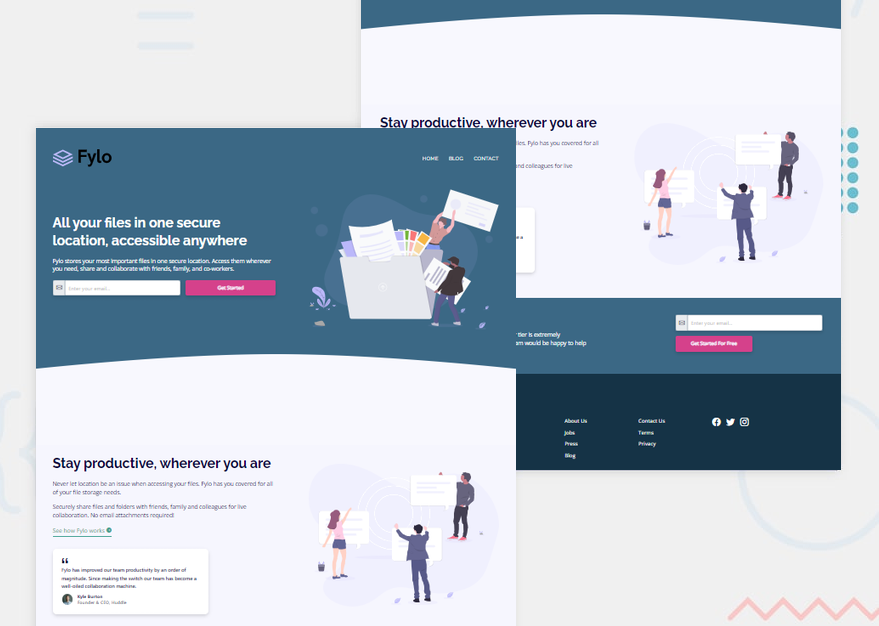 Fylo
HOME BLOG CONTACT
All your files in one secure
location, accessible anywhere
Fylo stores your most important files in one secure location. Access them wherever
you need, share and collaborate with friends, family, and co-workers.
Enter your email...
Get Started
Stay productive, wherever you are
Never let location be an issue when accessing your files. Fylo has you covered for all
of your file storage needs.
Securely share files and folders with friends, family and colleagues for live
collaboration. No email attachments required!
See how Fylo works
“
Fylo has improved our team productivity by an order of
magnitude. Since making the switch our team has become a
well-oiled collaboration machine.
Kyle Burton
Founder & CEO, Huddle
Stay productive, wherever you are
files. Fylo has you covered for all
and colleagues for live
e a
tier is extremely
am would be happy to help
Enter your email...
Get Started For Free
About Us
Jobs
Press
Blog
Contact Us
Terms
Privacy